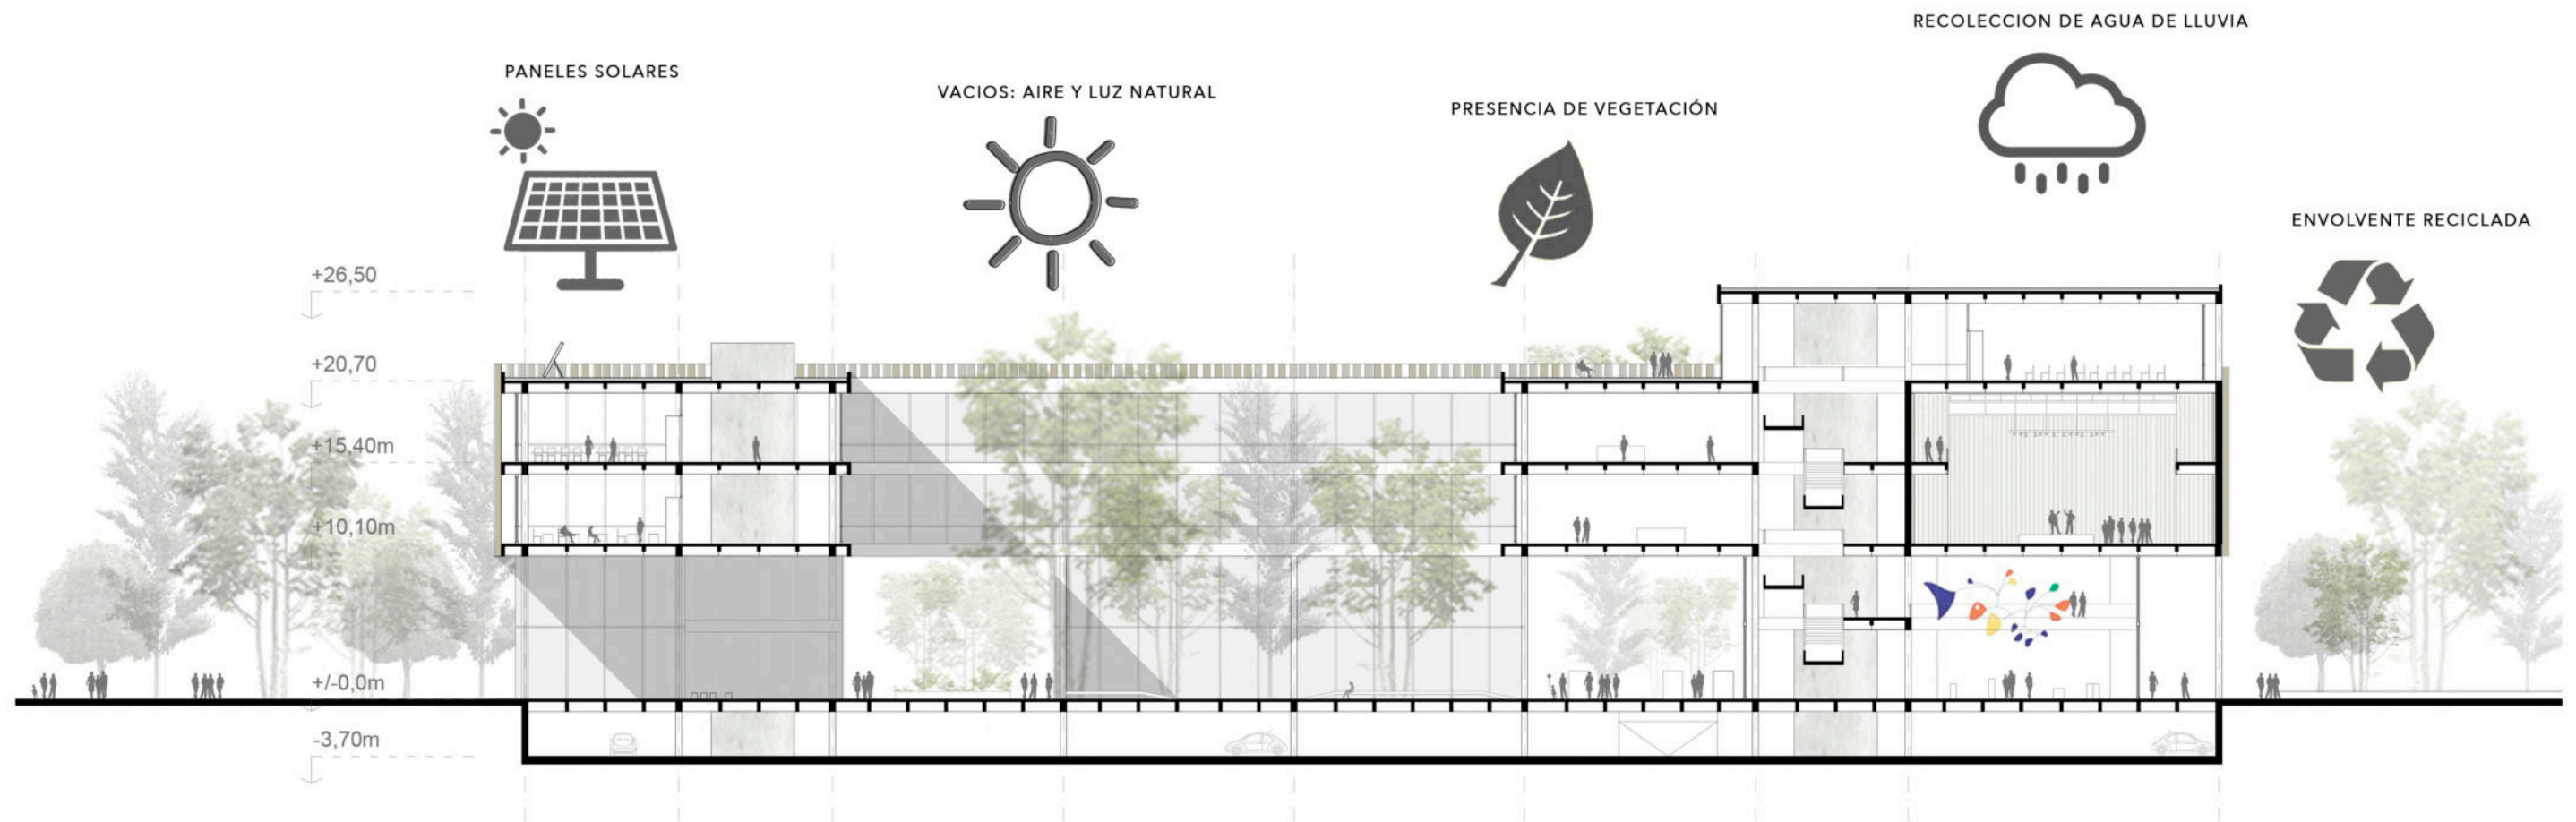 RECOLECCION DE AGUA DE LLUVIA
PANELES SOLARES
VACIOS: AIRE Y LUZ NATURAL
PRESENCIA DE VEGETACIÓN
ENVOLVENTE RECICLADA
+26,50
+20,70
+15,40m
+10,10m
+/-0,0m
-3,70m